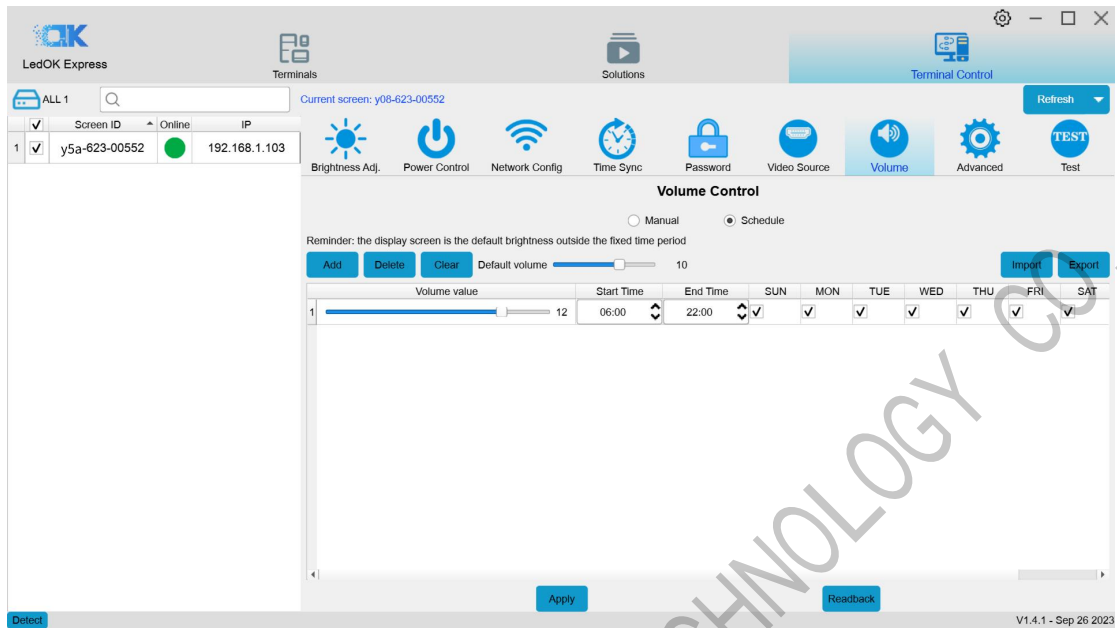 OK
LedOK Express
Terminals
Solutions
Terminal Control
ALL 1
Current screen: y08-623-00552
Refresh
Screen ID Online IP
1 y5a-623-00552 192.168.1.103
Brightness Adj. Power Control Network Config Time Sync Password Video Source Volume Advanced TEST Test
Volume Control
Manual Schedule
Reminder: the display screen is the default brightness outside the fixed time period
Add Delete Clear Default volume 10 Import Export
Volume value Start Time End Time SUN MON TUE WED THU FRI SAT
1 12 06:00 22:00
Apply Readback
Detect V1.4.1 - Sep 26 2023
CHNOLOGY CO